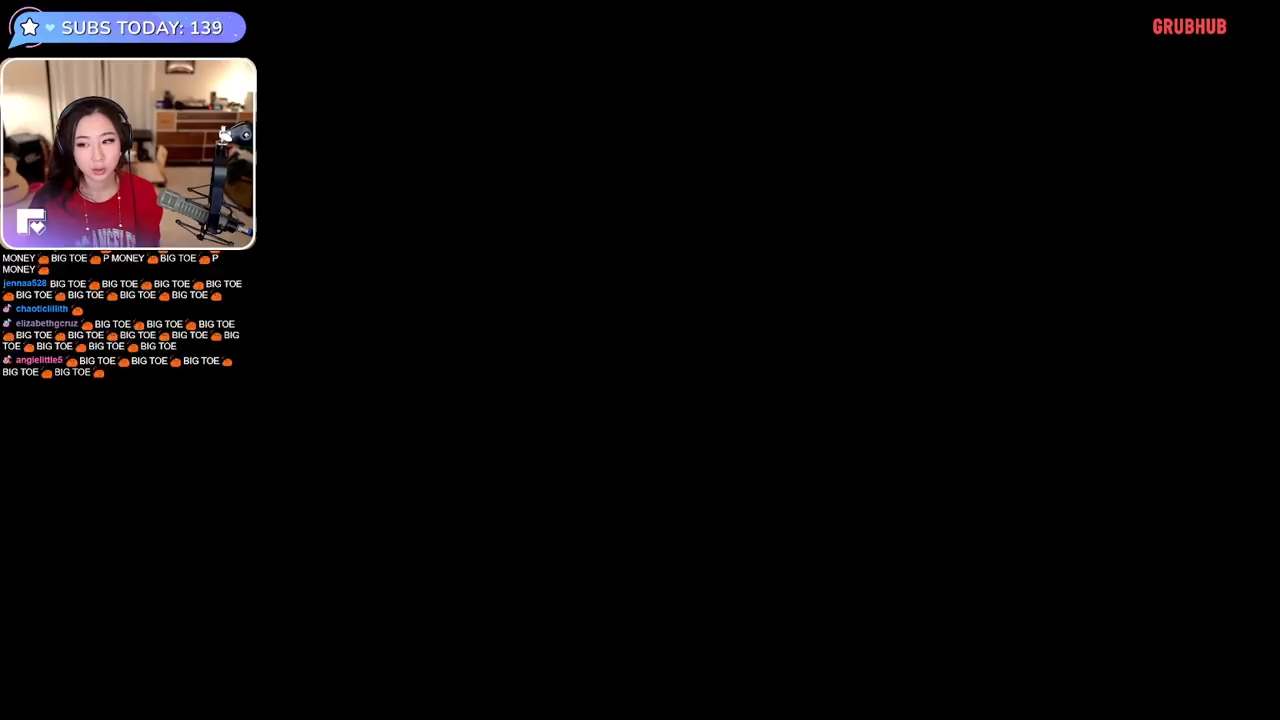 SUBS TODAY: 139
GRUBHUB
MONEY BIG TOE P MONEY BIG TOE P
MONEY
jennaa528 BIG TOE BIG TOE BIG TOE BIG TOE
BIG TOE BIG TOE BIG TOE BIG TOE
chaoticlillith
elizabethgcruz BIG TOE BIG TOE BIG TOE
BIG TOE BIG TOE BIG TOE BIG TOE BIG
TOE BIG TOE BIG TOE BIG TOE
angielittle5 BIG TOE BIG TOE BIG TOE
BIG TOE BIG TOE